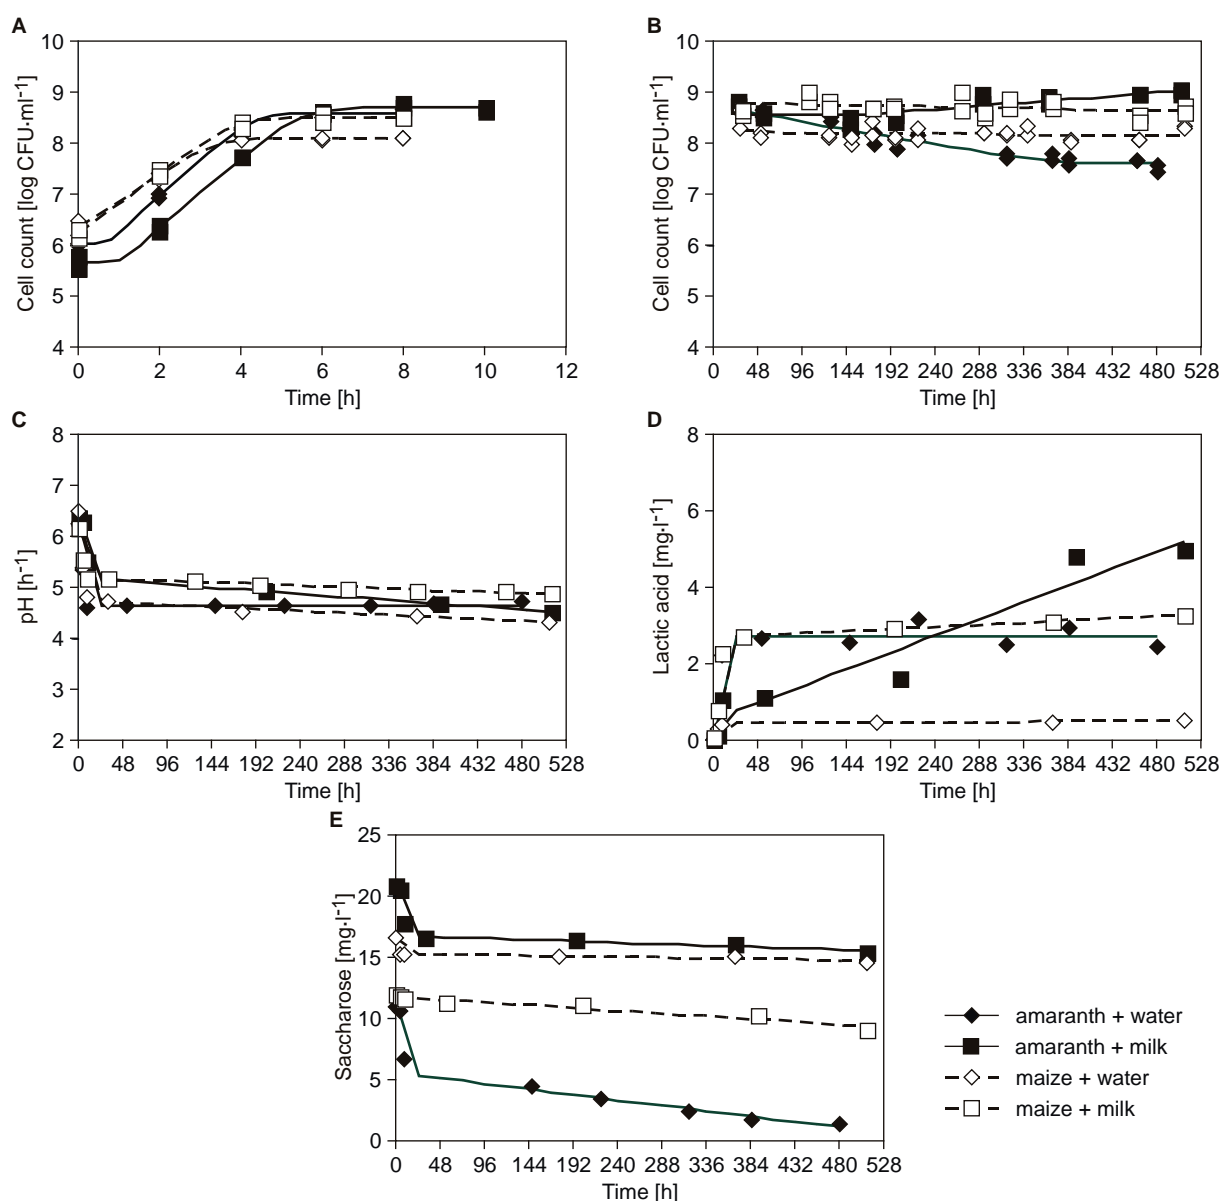 A
Cell count [log CFU·ml-1]
10
9
8
7
6
5
4
0 2 4 6 8 10 12
Time [h]
B
Cell count [log CFU·ml-1]
10
9
8
7
6
5
4
0 48 96 144 192 240 288 336 384 432 480 528
Time [h]
C
pH [h-1]
8
7
6
5
4
3
2
0 48 96 144 192 240 288 336 384 432 480 528
Time [h]
D
Lactic acid [mg·l-1]
8
6
4
2
0
0 48 96 144 192 240 288 336 384 432 480 528
Time [h]
E
Saccharose [mg·l-1]
25
20
15
10
5
0
0 48 96 144 192 240 288 336 384 432 480 528
Time [h]
amaranth + water
amaranth + milk
maize + water
maize + milk